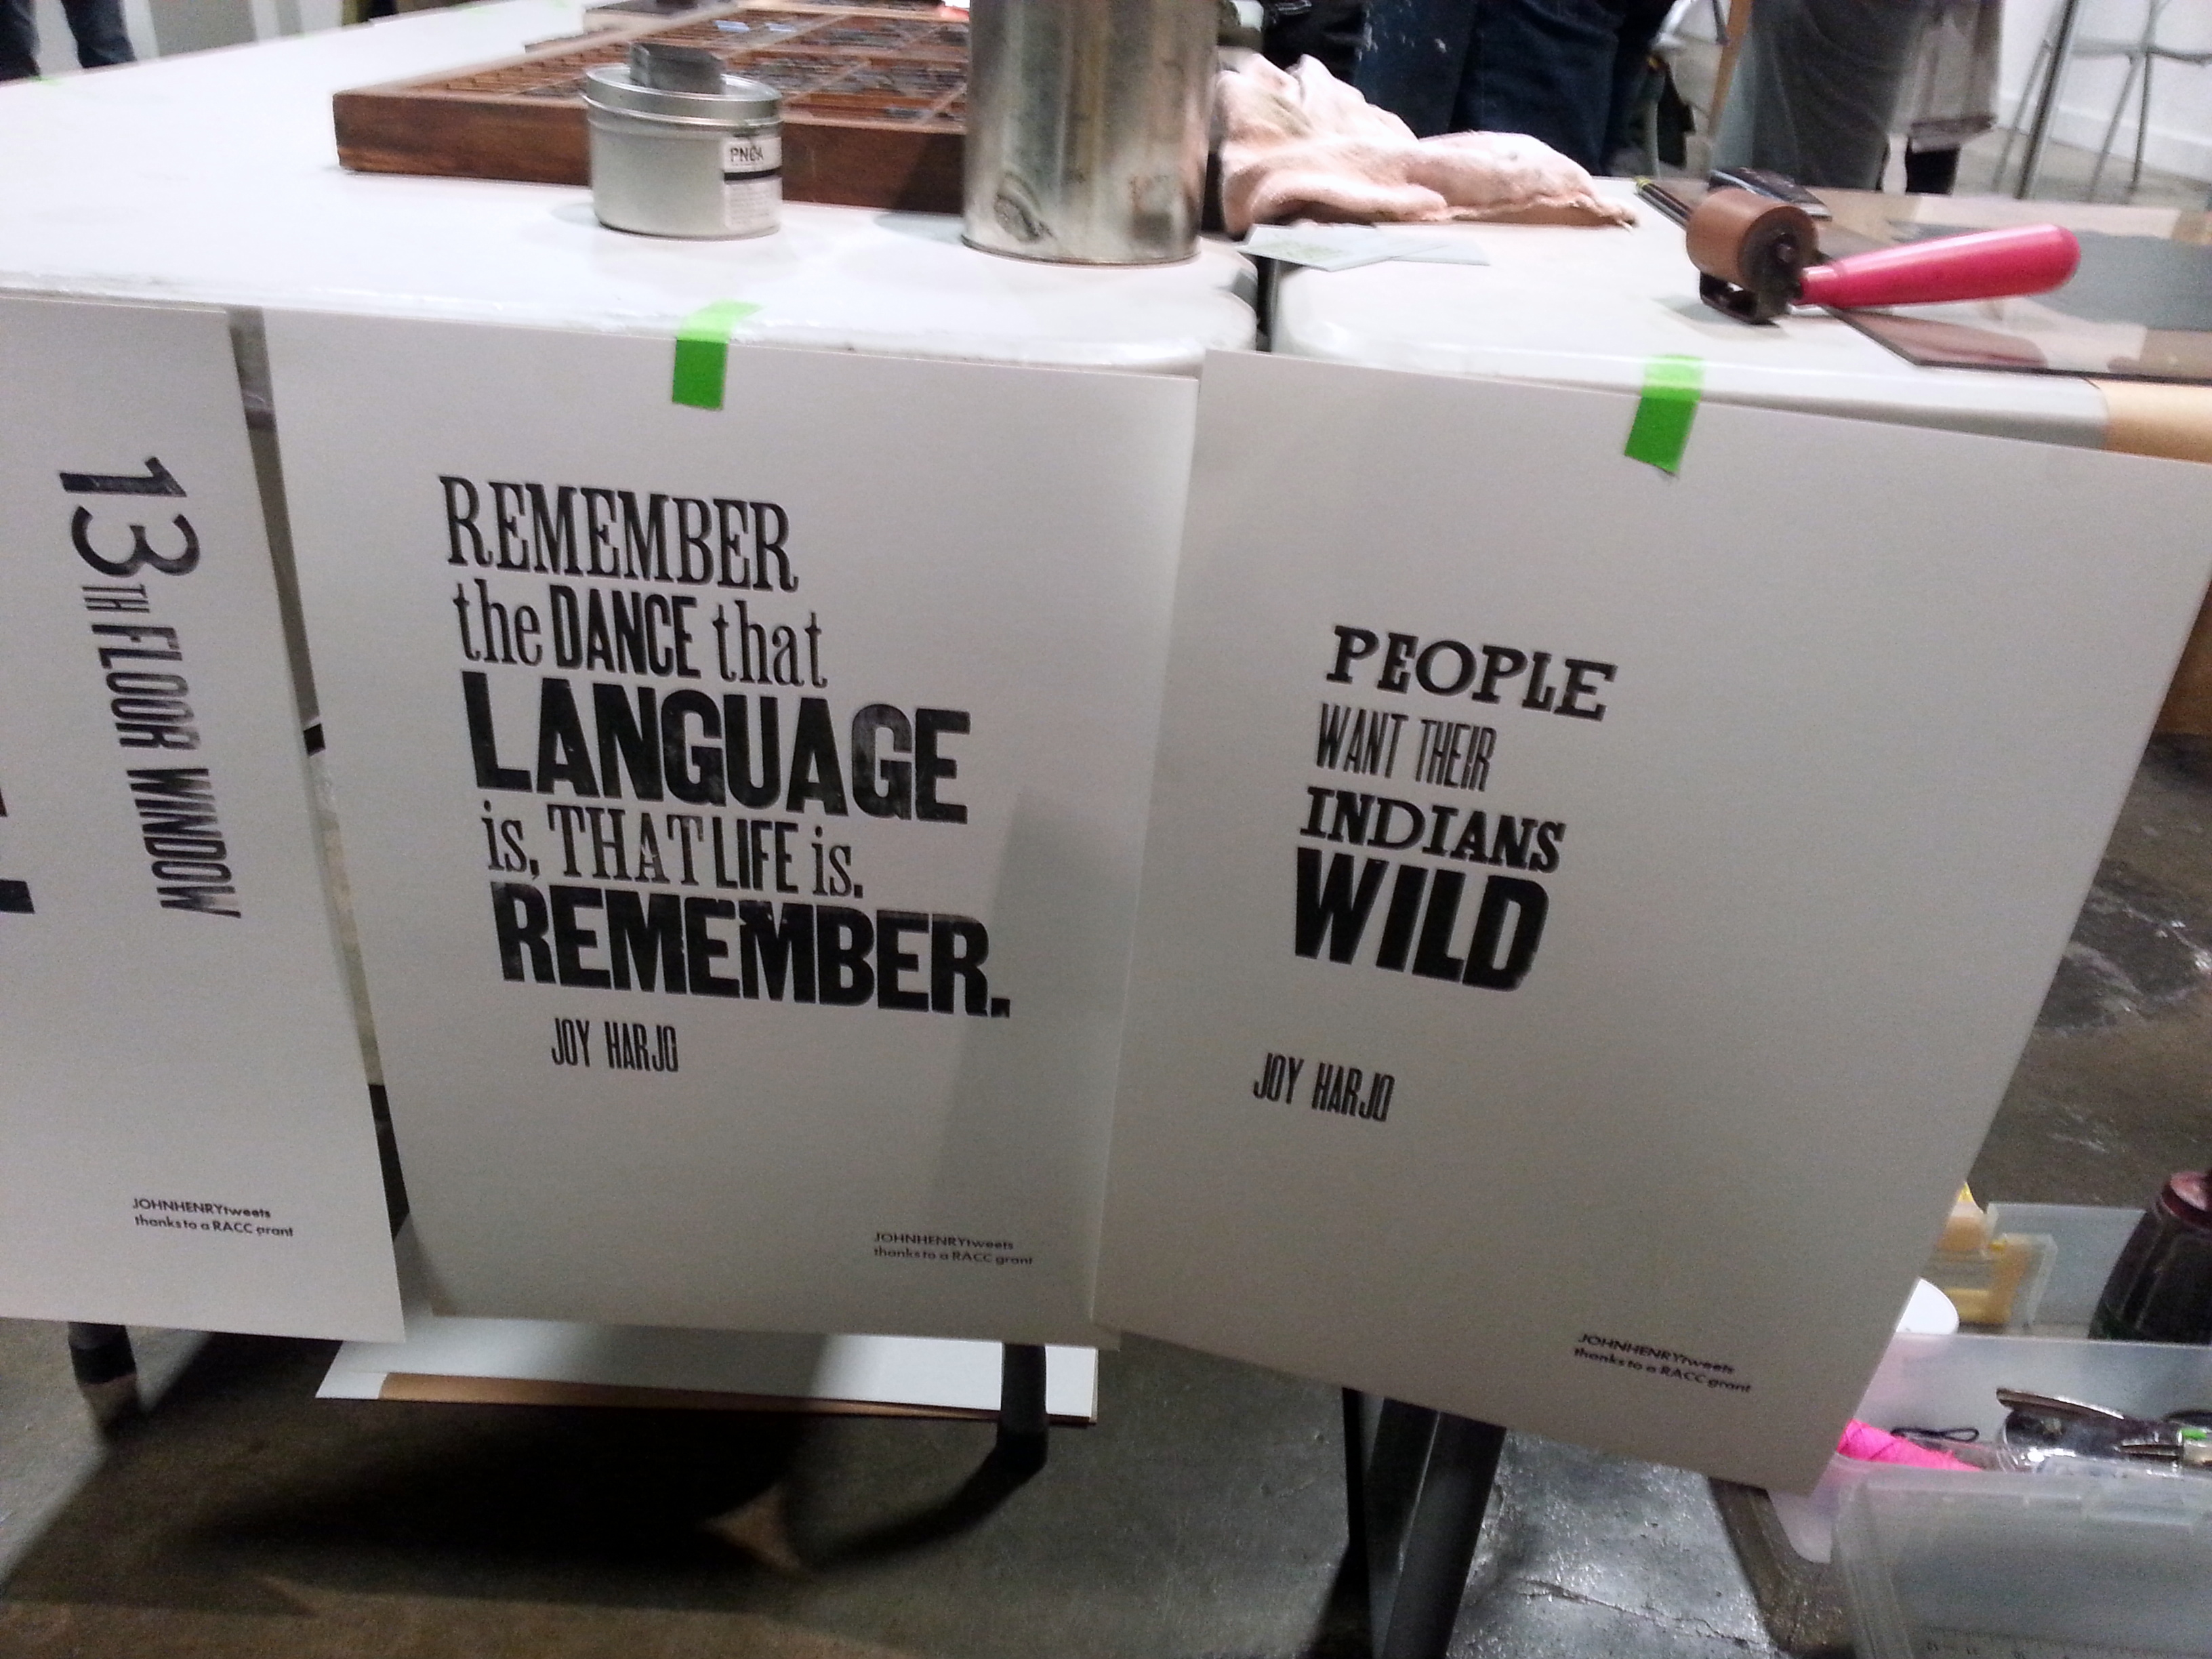 PNCA
13TH FLOOR WINDOW
JOHNHENRYtweets
thanks to a RACC grant
REMEMBER
the DANCE that
LANGUAGE
is, THAT LIFE is.
REMEMBER.
JOY HARJO
JOHNHENRYtweets
thanks to a RACC grant
PEOPLE
WANT THEIR
INDIANS
WILD
JOY HARJO
JOHNHENRYtweets
thanks to a RACC grant